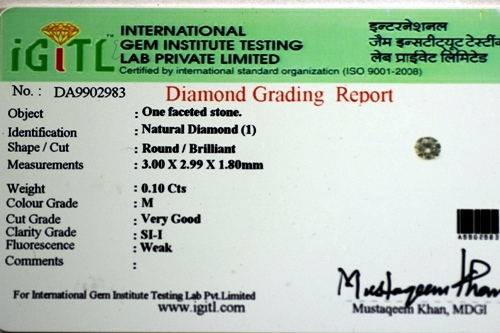 iGiTL™
INTERNATIONAL
GEM INSTITUTE TESTING
LAB PRIVATE LIMITED
Certified by international standard organization (ISO 9001-2008)
इन्टरनेशनल
जैम इन्सटीट्यूट टेस्टींग
लेब प्राईवेट लिमिटेड
No. : DA9902983
Diamond Grading Report
Object : One faceted stone.
Identification : Natural Diamond (1)
Shape / Cut : Round / Brilliant
Measurements : 3.00 X 2.99 X 1.80mm
Weight : 0.10 Cts
Colour Grade : M
Cut Grade : Very Good
Clarity Grade : SI-I
Fluorescence : Weak
Comments :
A9902983
Mustaqeem Khan
For International Gem Institute Testing Lab Pvt.Limited
www.igitl.com
Mustaqeem Khan, MDGI